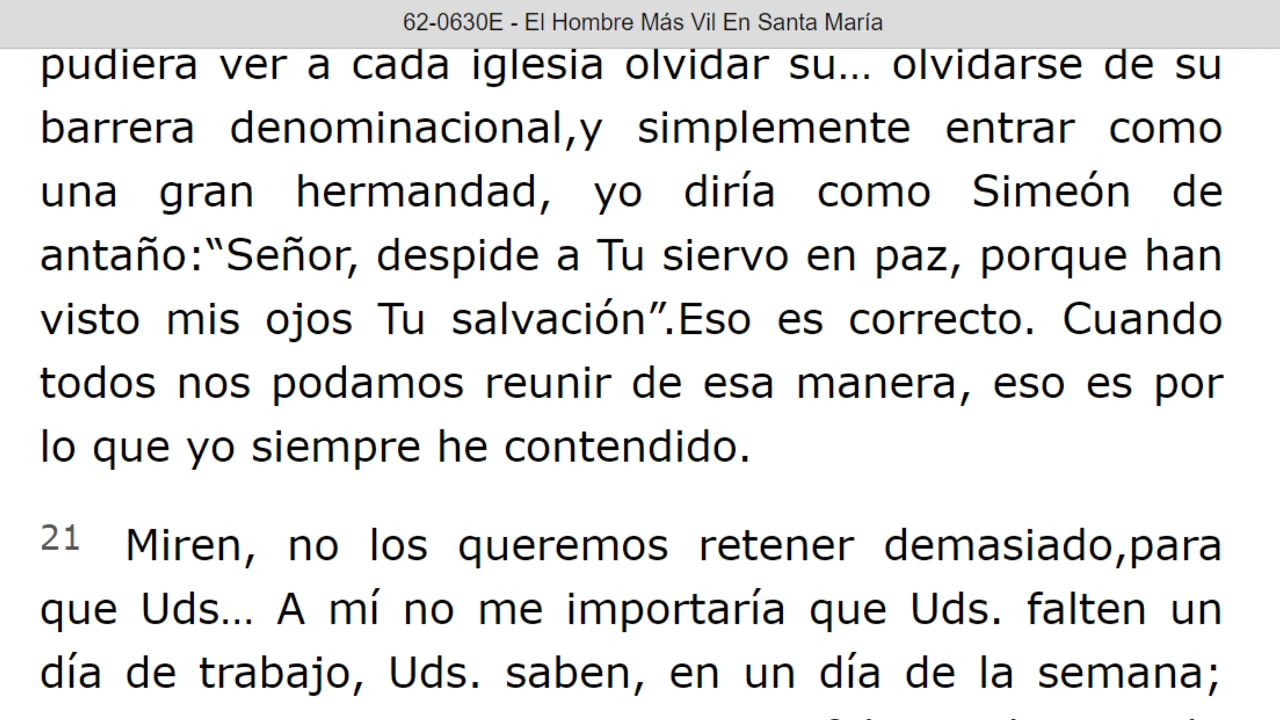 62-0630E - El Hombre Más Vil En Santa María
pudiera ver a cada iglesia olvidar su… olvidarse de su
barrera denominacional,y simplemente entrar como
una gran hermandad, yo diría como Simeón de
antaño:“Señor, despide a Tu siervo en paz, porque han
visto mis ojos Tu salvación”.Eso es correcto. Cuando
todos nos podamos reunir de esa manera, eso es por
lo que yo siempre he contendido.
21 Miren, no los queremos retener demasiado,para
que Uds… A mí no me importaría que Uds. falten un
día de trabajo, Uds. saben, en un día de la semana;